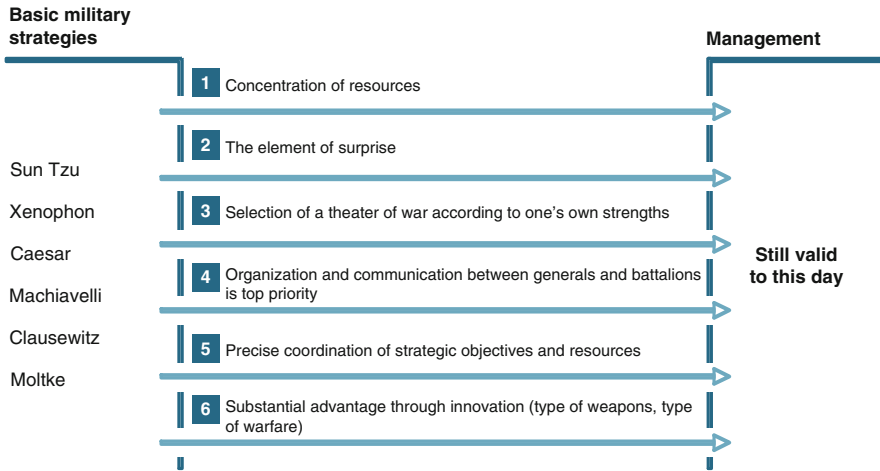 Basic military
strategies
Management
1 Concentration of resources
2 The element of surprise
Sun Tzu
Xenophon
Caesar
Machiavelli
Clausewitz
Moltke
3 Selection of a theater of war according to one's own strengths
4 Organization and communication between generals and battalions
is top priority
5 Precise coordination of strategic objectives and resources
6 Substantial advantage through innovation (type of weapons, type
of warfare)
Still valid
to this day